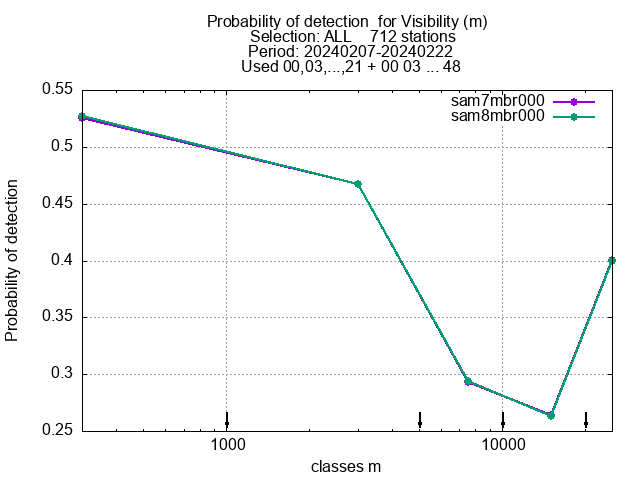 Probability of detection  for Visibility (m)
Selection: ALL    712 stations
Period: 20240207-20240222
Used 00,03,...,21 + 00 03 ... 48
sam7mbr000
sam8mbr000
0.55
0.5
0.45
0.4
0.35
0.3
0.25
Probability of detection
1000 10000
classes m